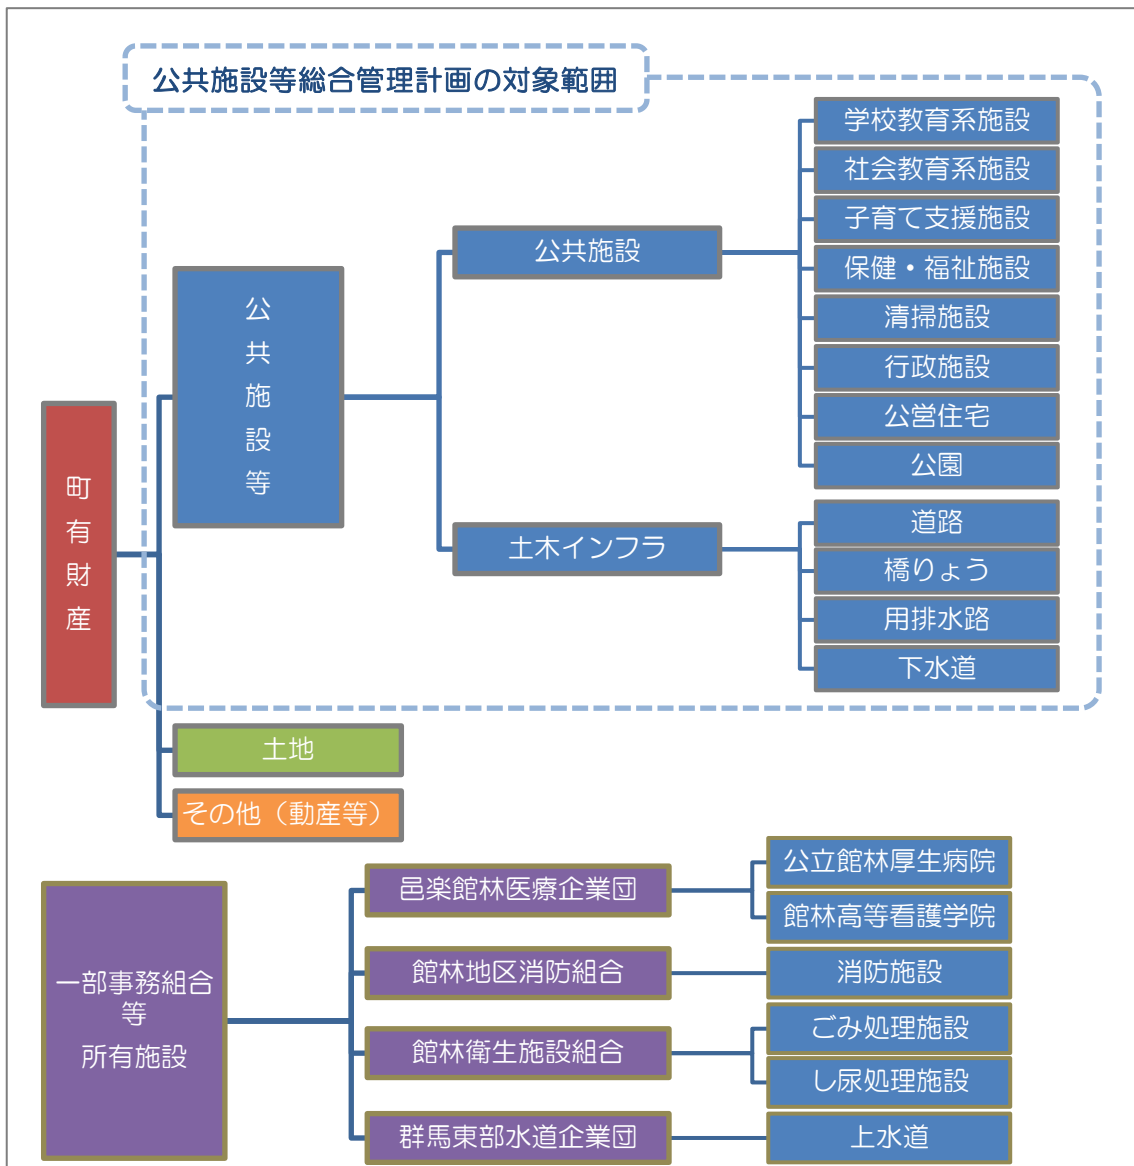 公共施設等総合管理計画の対象範囲
町有財産
公共施設等
公共施設
学校教育系施設
社会教育系施設
子育て支援施設
保健・福祉施設
清掃施設
行政施設
公営住宅
公園
土木インフラ
道路
橋りょう
用排水路
下水道
土地
その他（動産等）
一部事務組合
等
所有施設
邑楽館林医療企業団
公立館林厚生病院
館林高等看護学院
館林地区消防組合
消防施設
館林衛生施設組合
ごみ処理施設
し尿処理施設
群馬東部水道企業団
上水道